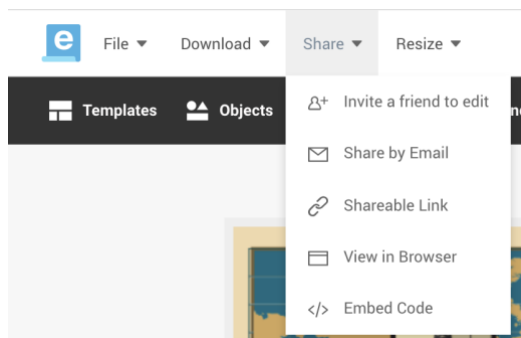 e File Download Share Resize
Templates Objects
Invite a friend to edit
Share by Email
Shareable Link
View in Browser
</> Embed Code